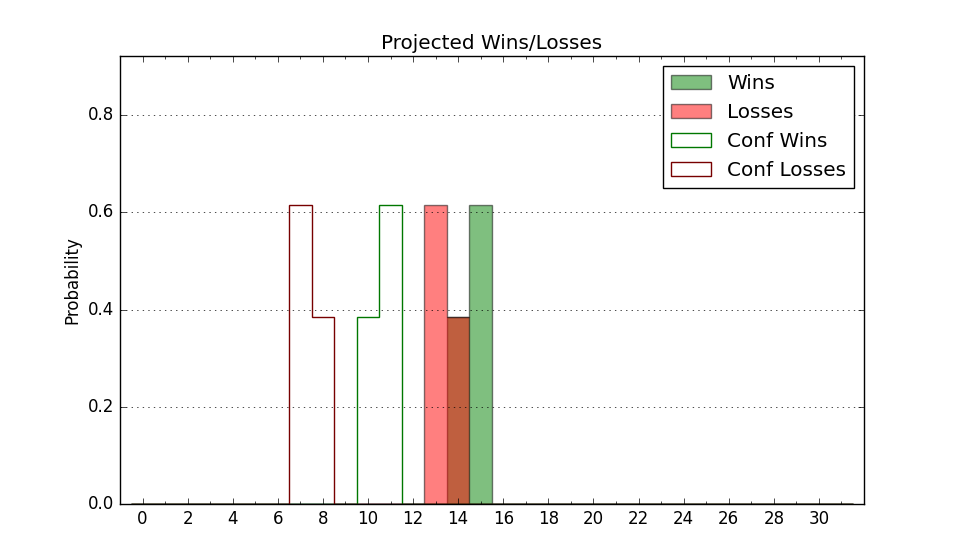 Projected Wins/Losses
Wins
Losses
Conf Wins
Conf Losses
Probability
0.8
0.6
0.4
0.2
0.0
0 2 4 6 8 10 12 14 16 18 20 22 24 26 28 30